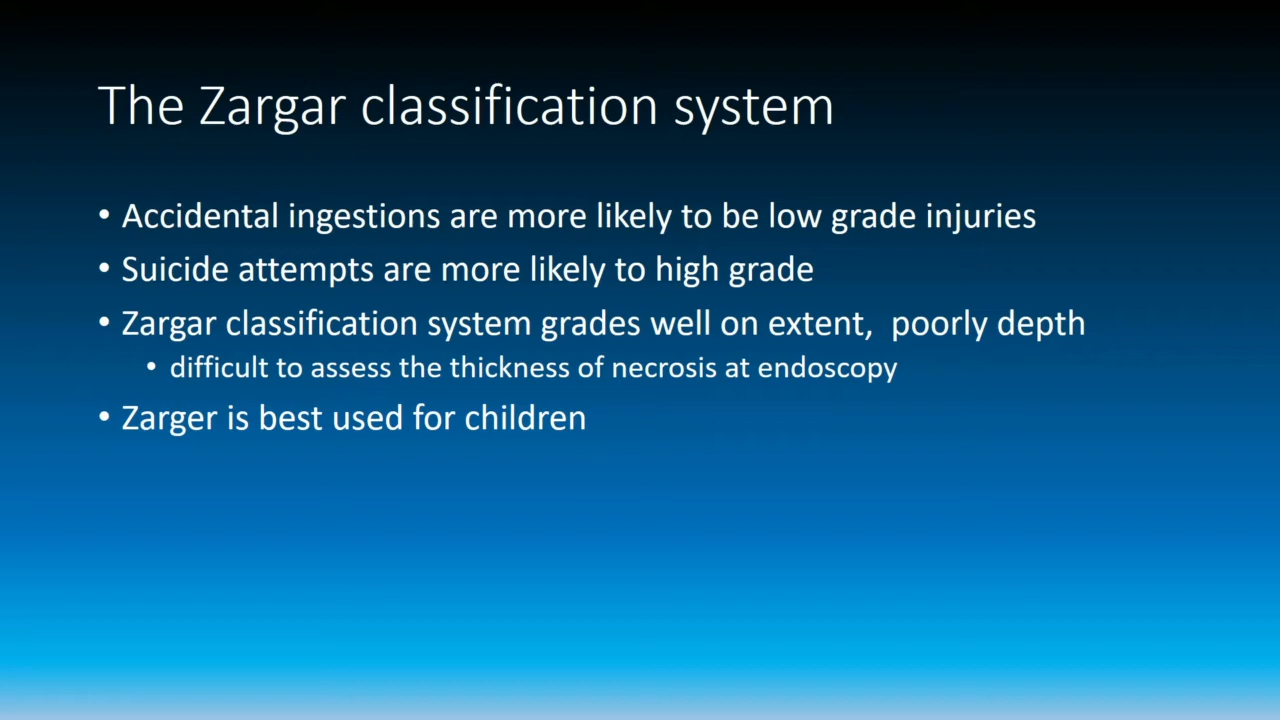 The Zargar classification system
• Accidental ingestions are more likely to be low grade injuries
• Suicide attempts are more likely to high grade
• Zargar classification system grades well on extent,  poorly depth
• difficult to assess the thickness of necrosis at endoscopy
• Zarger is best used for children